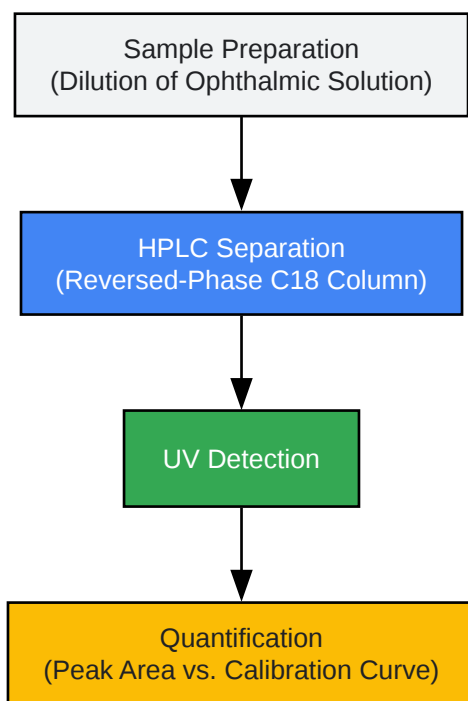 Sample Preparation
(Dilution of Ophthalmic Solution)
HPLC Separation
(Reversed-Phase C18 Column)
UV Detection
Quantification
(Peak Area vs. Calibration Curve)